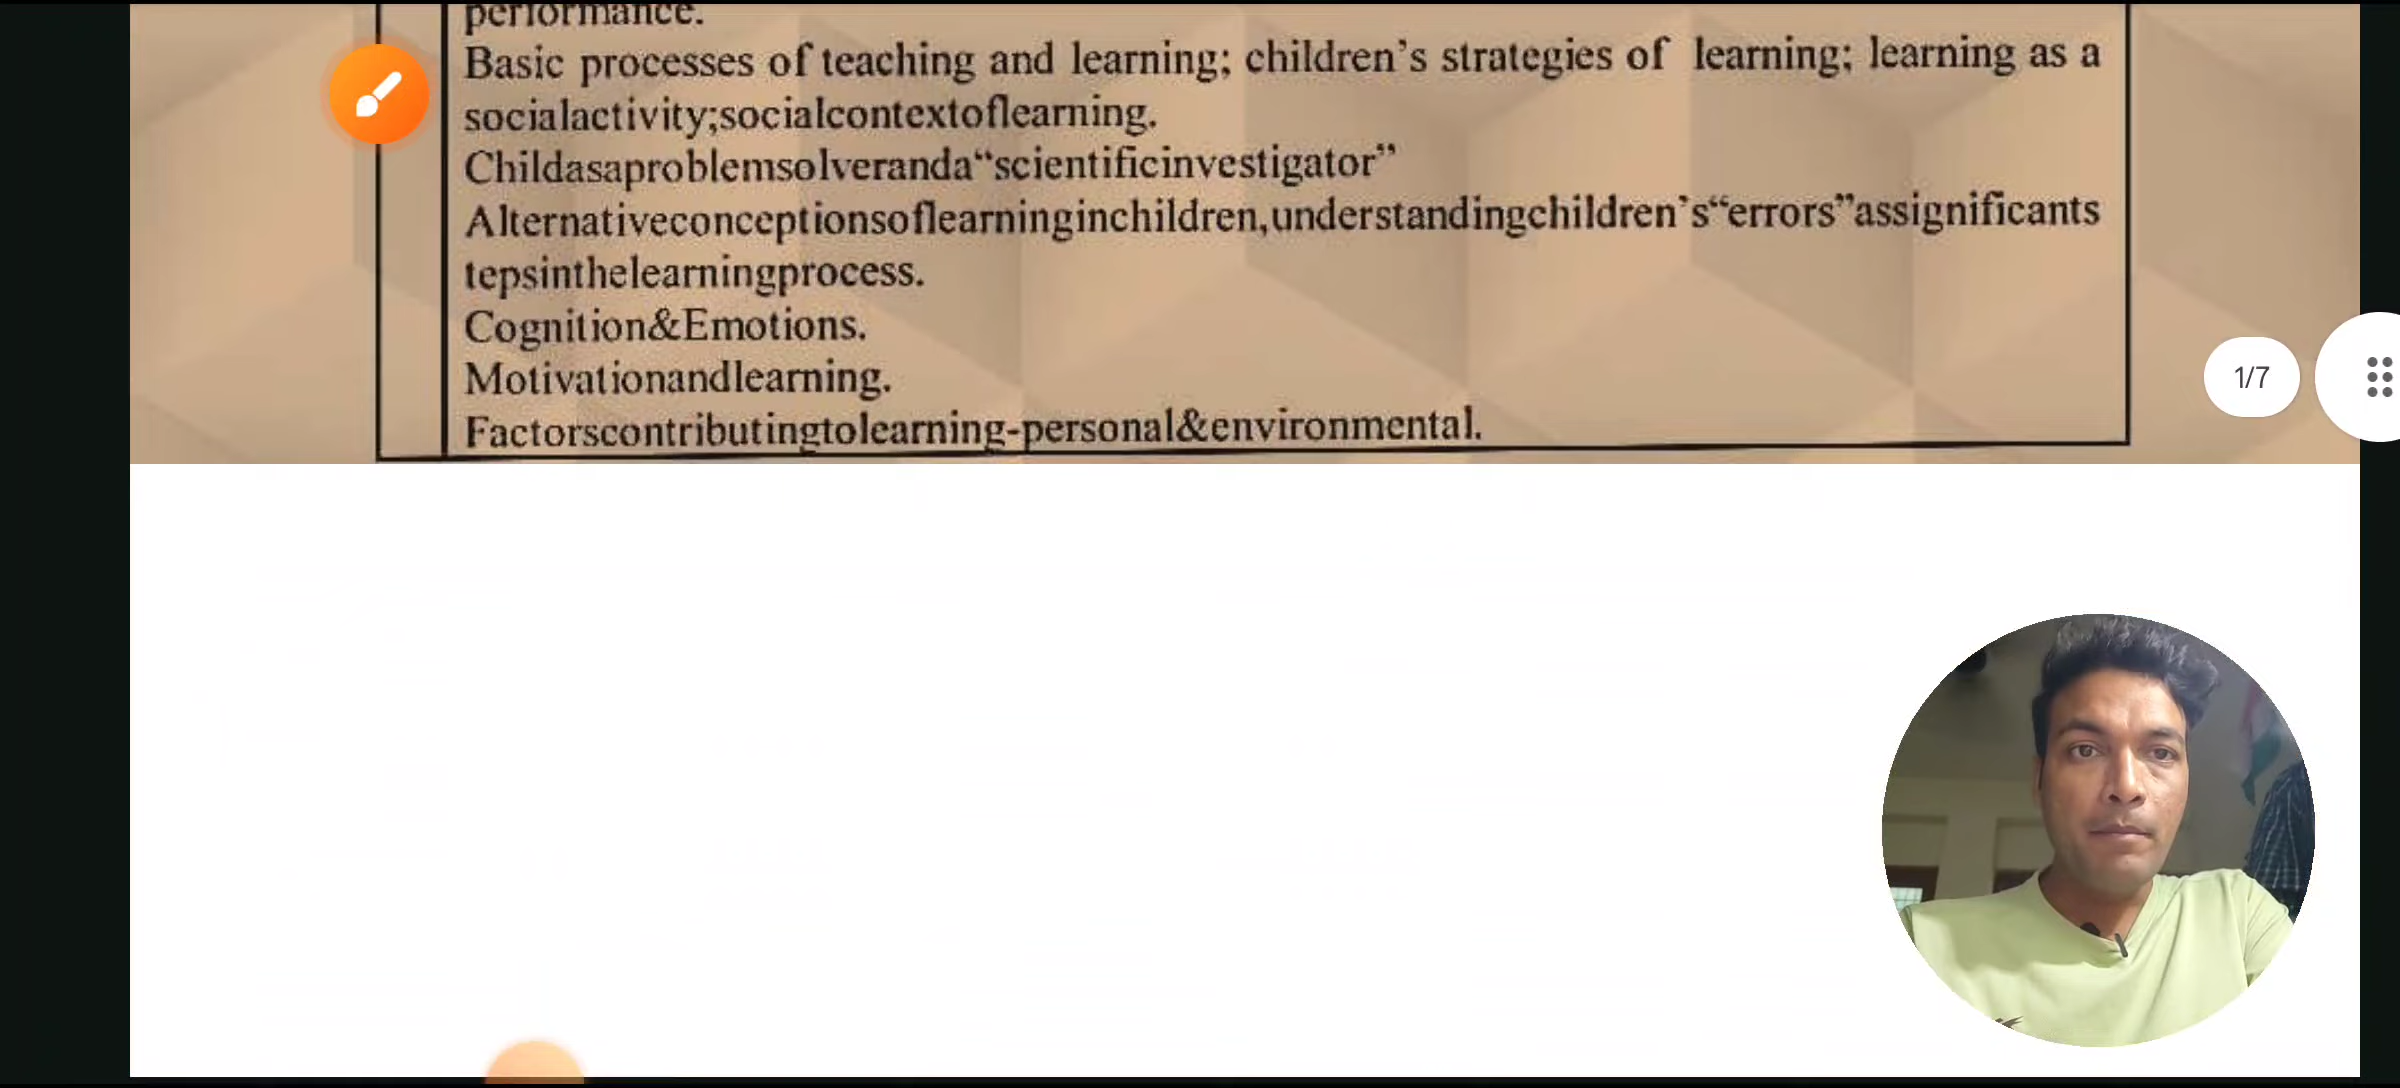 performance.
Basic processes of teaching and learning; children’s strategies of learning; learning as a
socialactivity;socialcontextoflearning.
Childasaproblemsolveranda“scientificinvestigator”
Alternativeconceptionsoflearninginchildren,understandingchildren’s“errors”assignificants
tepsinthelearningprocess.
Cognition&Emotions.
Motivationandlearning.
Factorscontributingtolearning-personal&environmental.
1/7